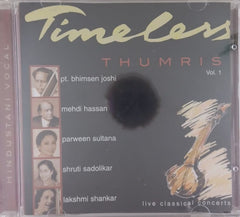 Timeless
THUMRIS
Vol. 1
pt. bhimsen joshi
mehdi hassan
parween sultana
shruti sadolikar
lakshmi shankar
live classical concerts
HINDUSTANI VOCAL